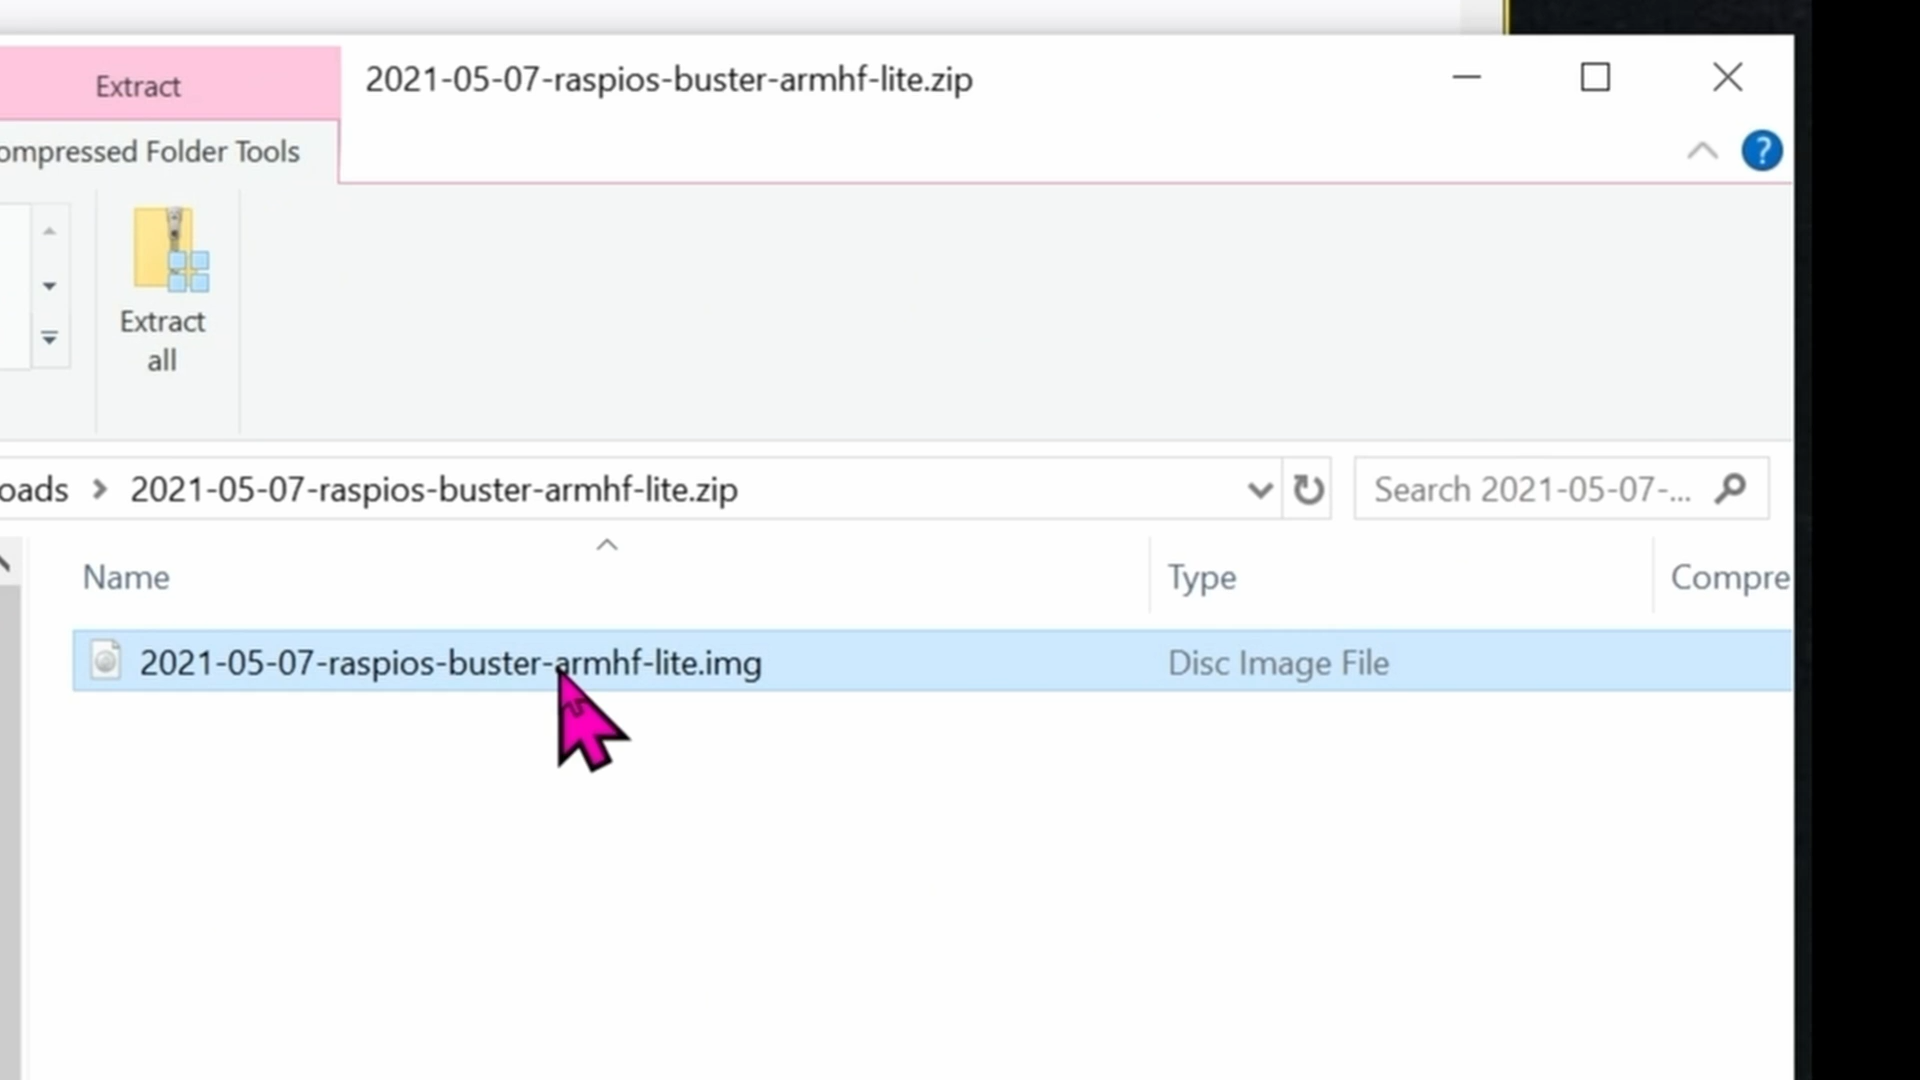 Extract
2021-05-07-raspios-buster-armhf-lite.zip
ompressed Folder Tools
?
Extract
all
oads
2021-05-07-raspios-buster-armhf-lite.zip
Search 2021-05-07-...
Name
Type
Compre
2021-05-07-raspios-buster-armhf-lite.img
Disc Image File